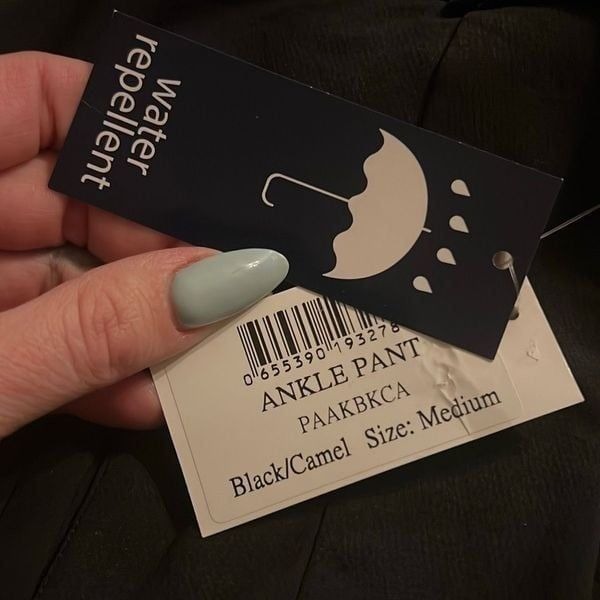 water
repellent
0 655390 193278
ANKLE PANT
PAAKBKCA
Black/Camel Size: Medium